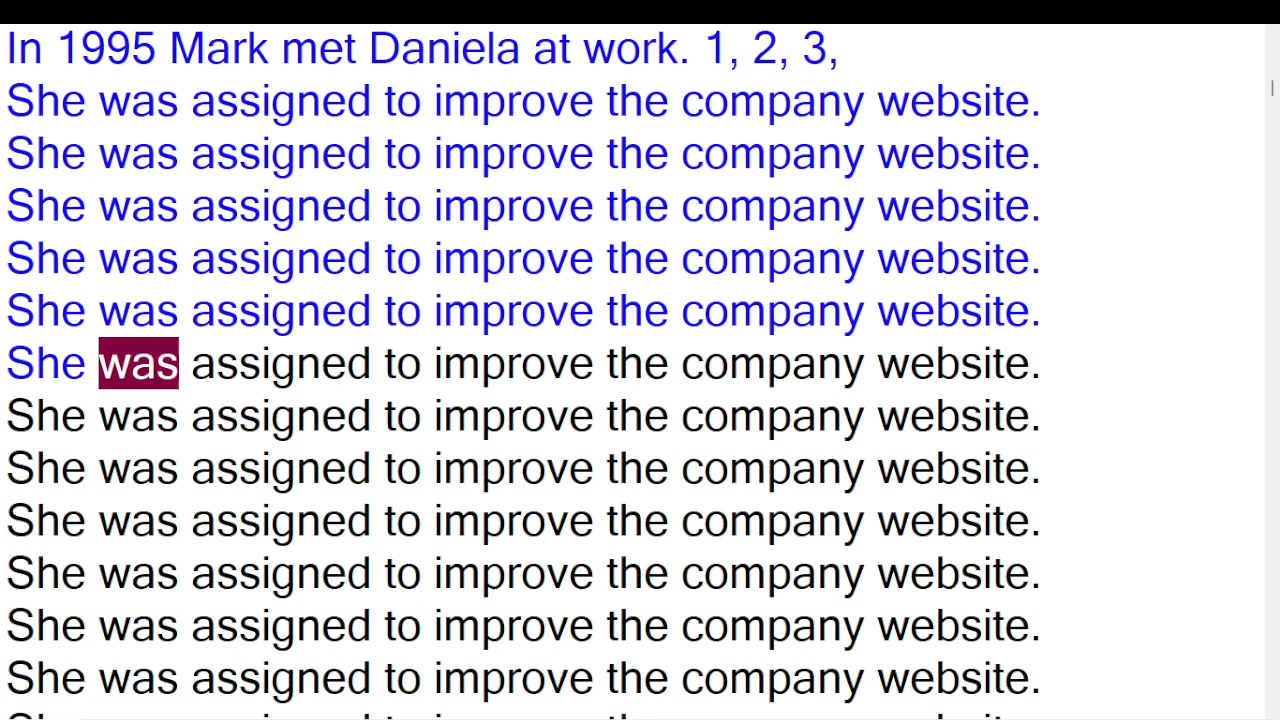 In 1995 Mark met Daniela at work. 1, 2, 3,
She was assigned to improve the company website.
She was assigned to improve the company website.
She was assigned to improve the company website.
She was assigned to improve the company website.
She was assigned to improve the company website.
She was assigned to improve the company website.
She was assigned to improve the company website.
She was assigned to improve the company website.
She was assigned to improve the company website.
She was assigned to improve the company website.
She was assigned to improve the company website.
She was assigned to improve the company website.